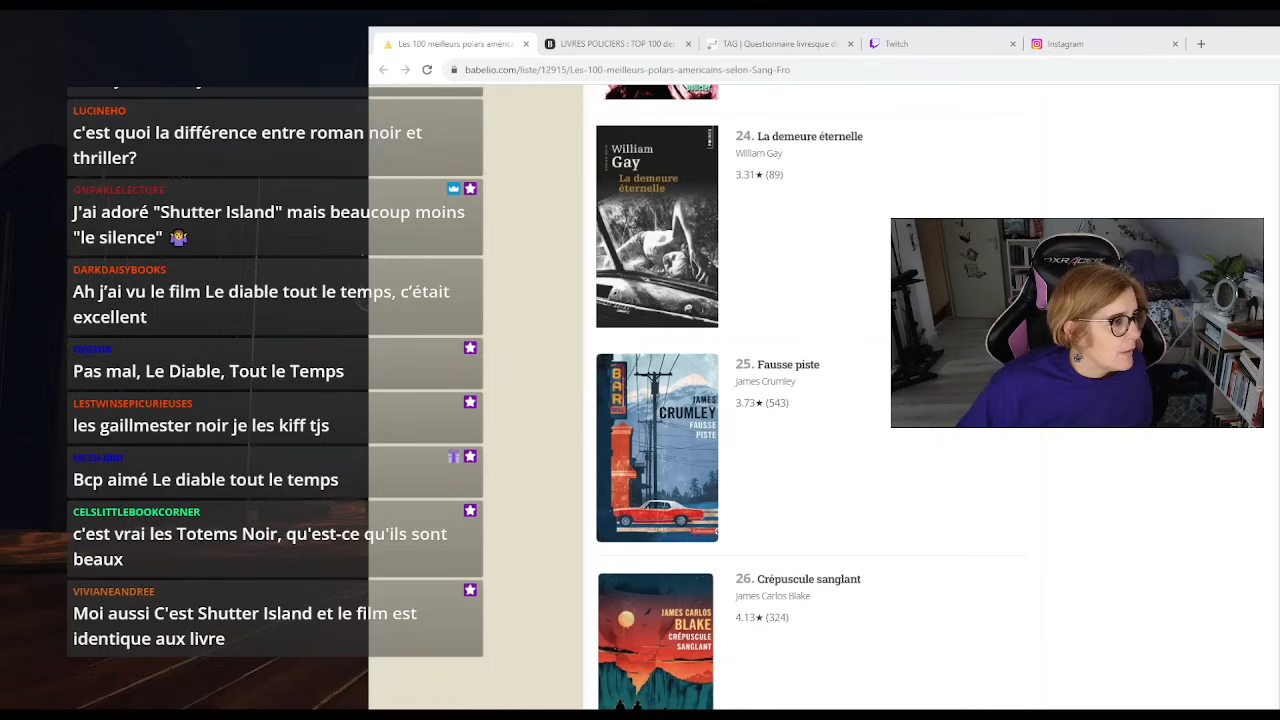 Les 100 meilleurs polars améric
LIVRES POLICIERS : TOP 100 des
TAG | Questionnaire livresque d
Twitch
Instagram
babelio.com/liste/12915/Les-100-meilleurs-polars-americains-selon-Sang-Fro
LUCINEHO
c'est quoi la différence entre roman noir et
thriller?
ONPARLELECTURE
J'ai adoré "Shutter Island" mais beaucoup moins
"le silence" 🤷
DARKDAISYBOOKS
Ah j'ai vu le film Le diable tout le temps, c'était
excellent
Pas mal, Le Diable, Tout le Temps
LESTWINSEPICURIEUSES
les gaillmester noir je les kiff tjs
Bcp aimé Le diable tout le temps
CELSLITTLEBOOKCORNER
c'est vrai les Totems Noir, qu'est-ce qu'ils sont
beaux
VIVIANEANDREE
Moi aussi C'est Shutter Island et le film est
identique aux livre
William
Gay
La demeure
éternelle
POINTS
24. La demeure éternelle
William Gay
3.31★ (89)
BAR
JAMES
CRUMLEY
FAUSSE
PISTE
25. Fausse piste
James Crumley
3.73★ (543)
JAMES CARLOS
BLAKE
CRÉPUSCULE
SANGLANT
26. Crépuscule sanglant
James Carlos Blake
4.13★ (324)
DXRACER